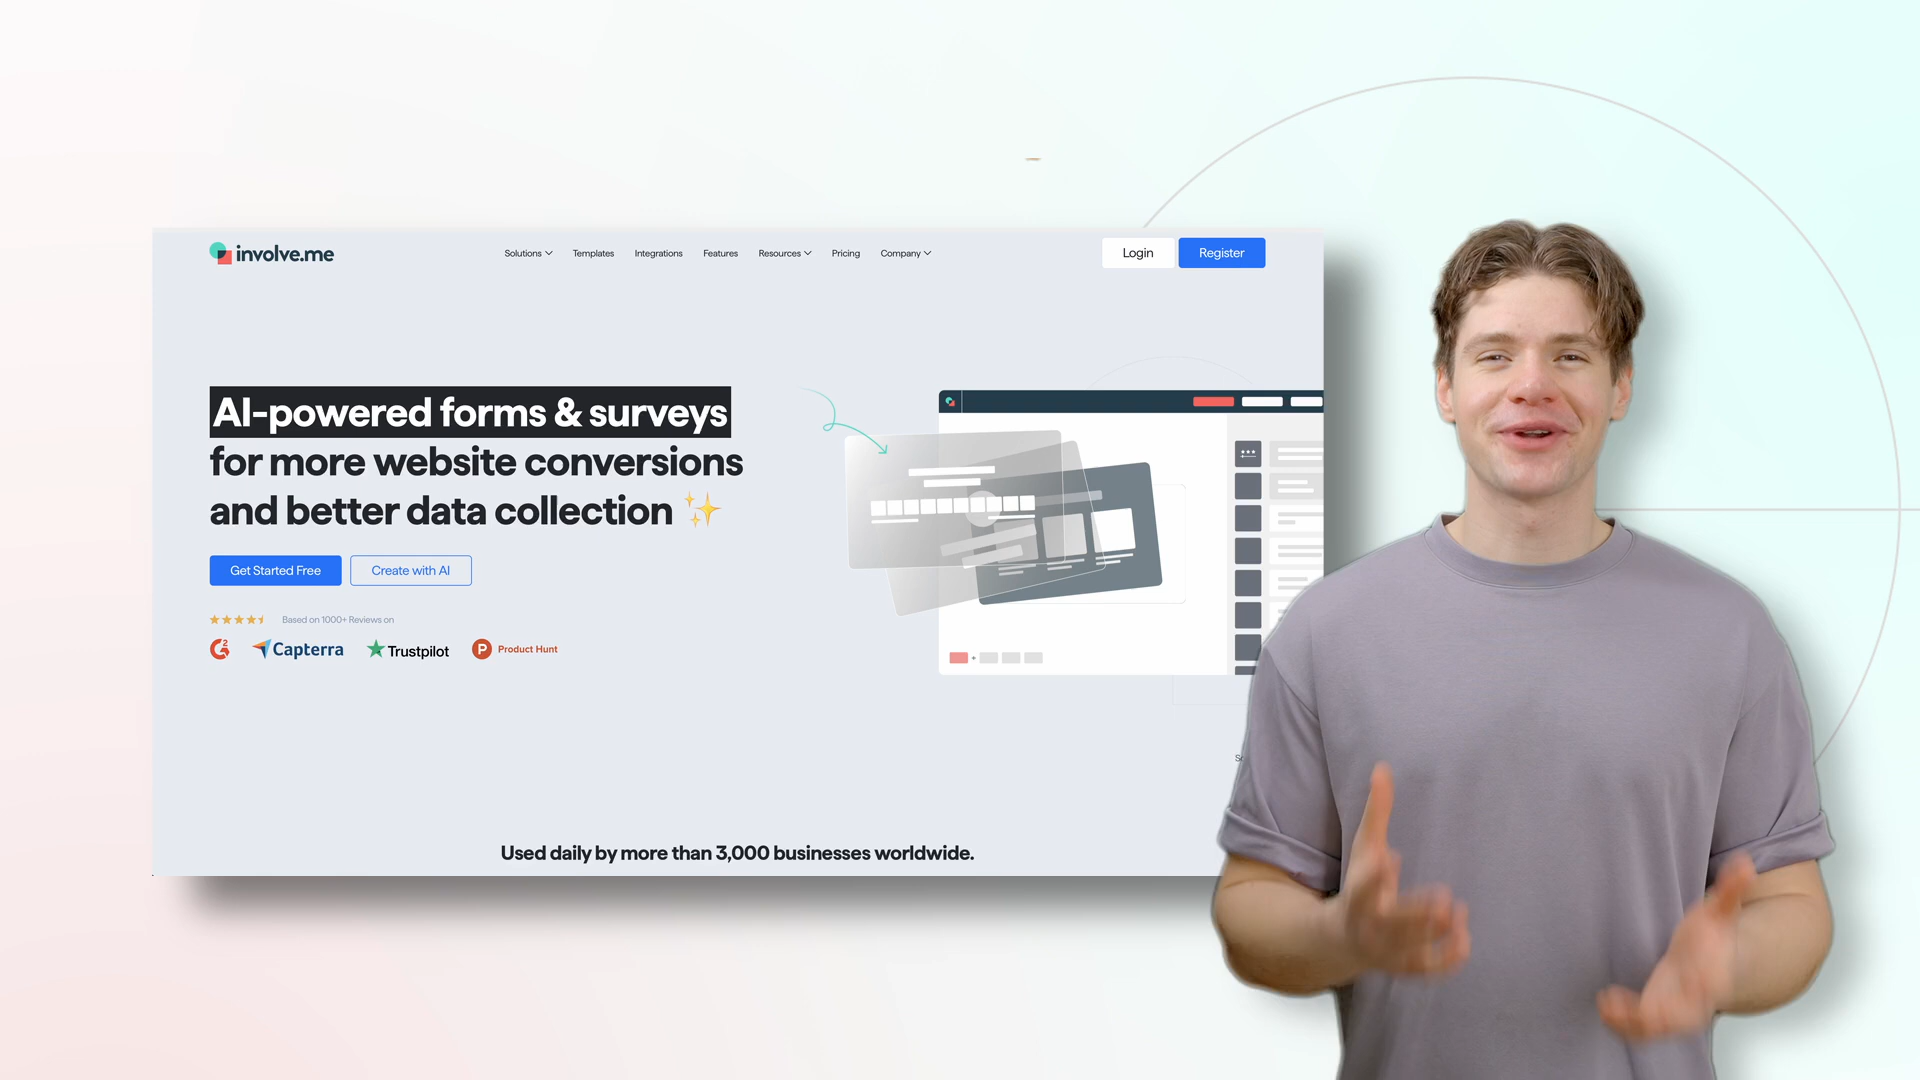 involve.me
Solutions
Templates
Integrations
Features
Resources
Pricing
Company
Login
Register
AI-powered forms & surveys
for more website conversions
and better data collection ✨
Get Started Free
Create with AI
Based on 1000+ Reviews on
G2
Capterra
Trustpilot
P Product Hunt
Used daily by more than 3,000 businesses worldwide.